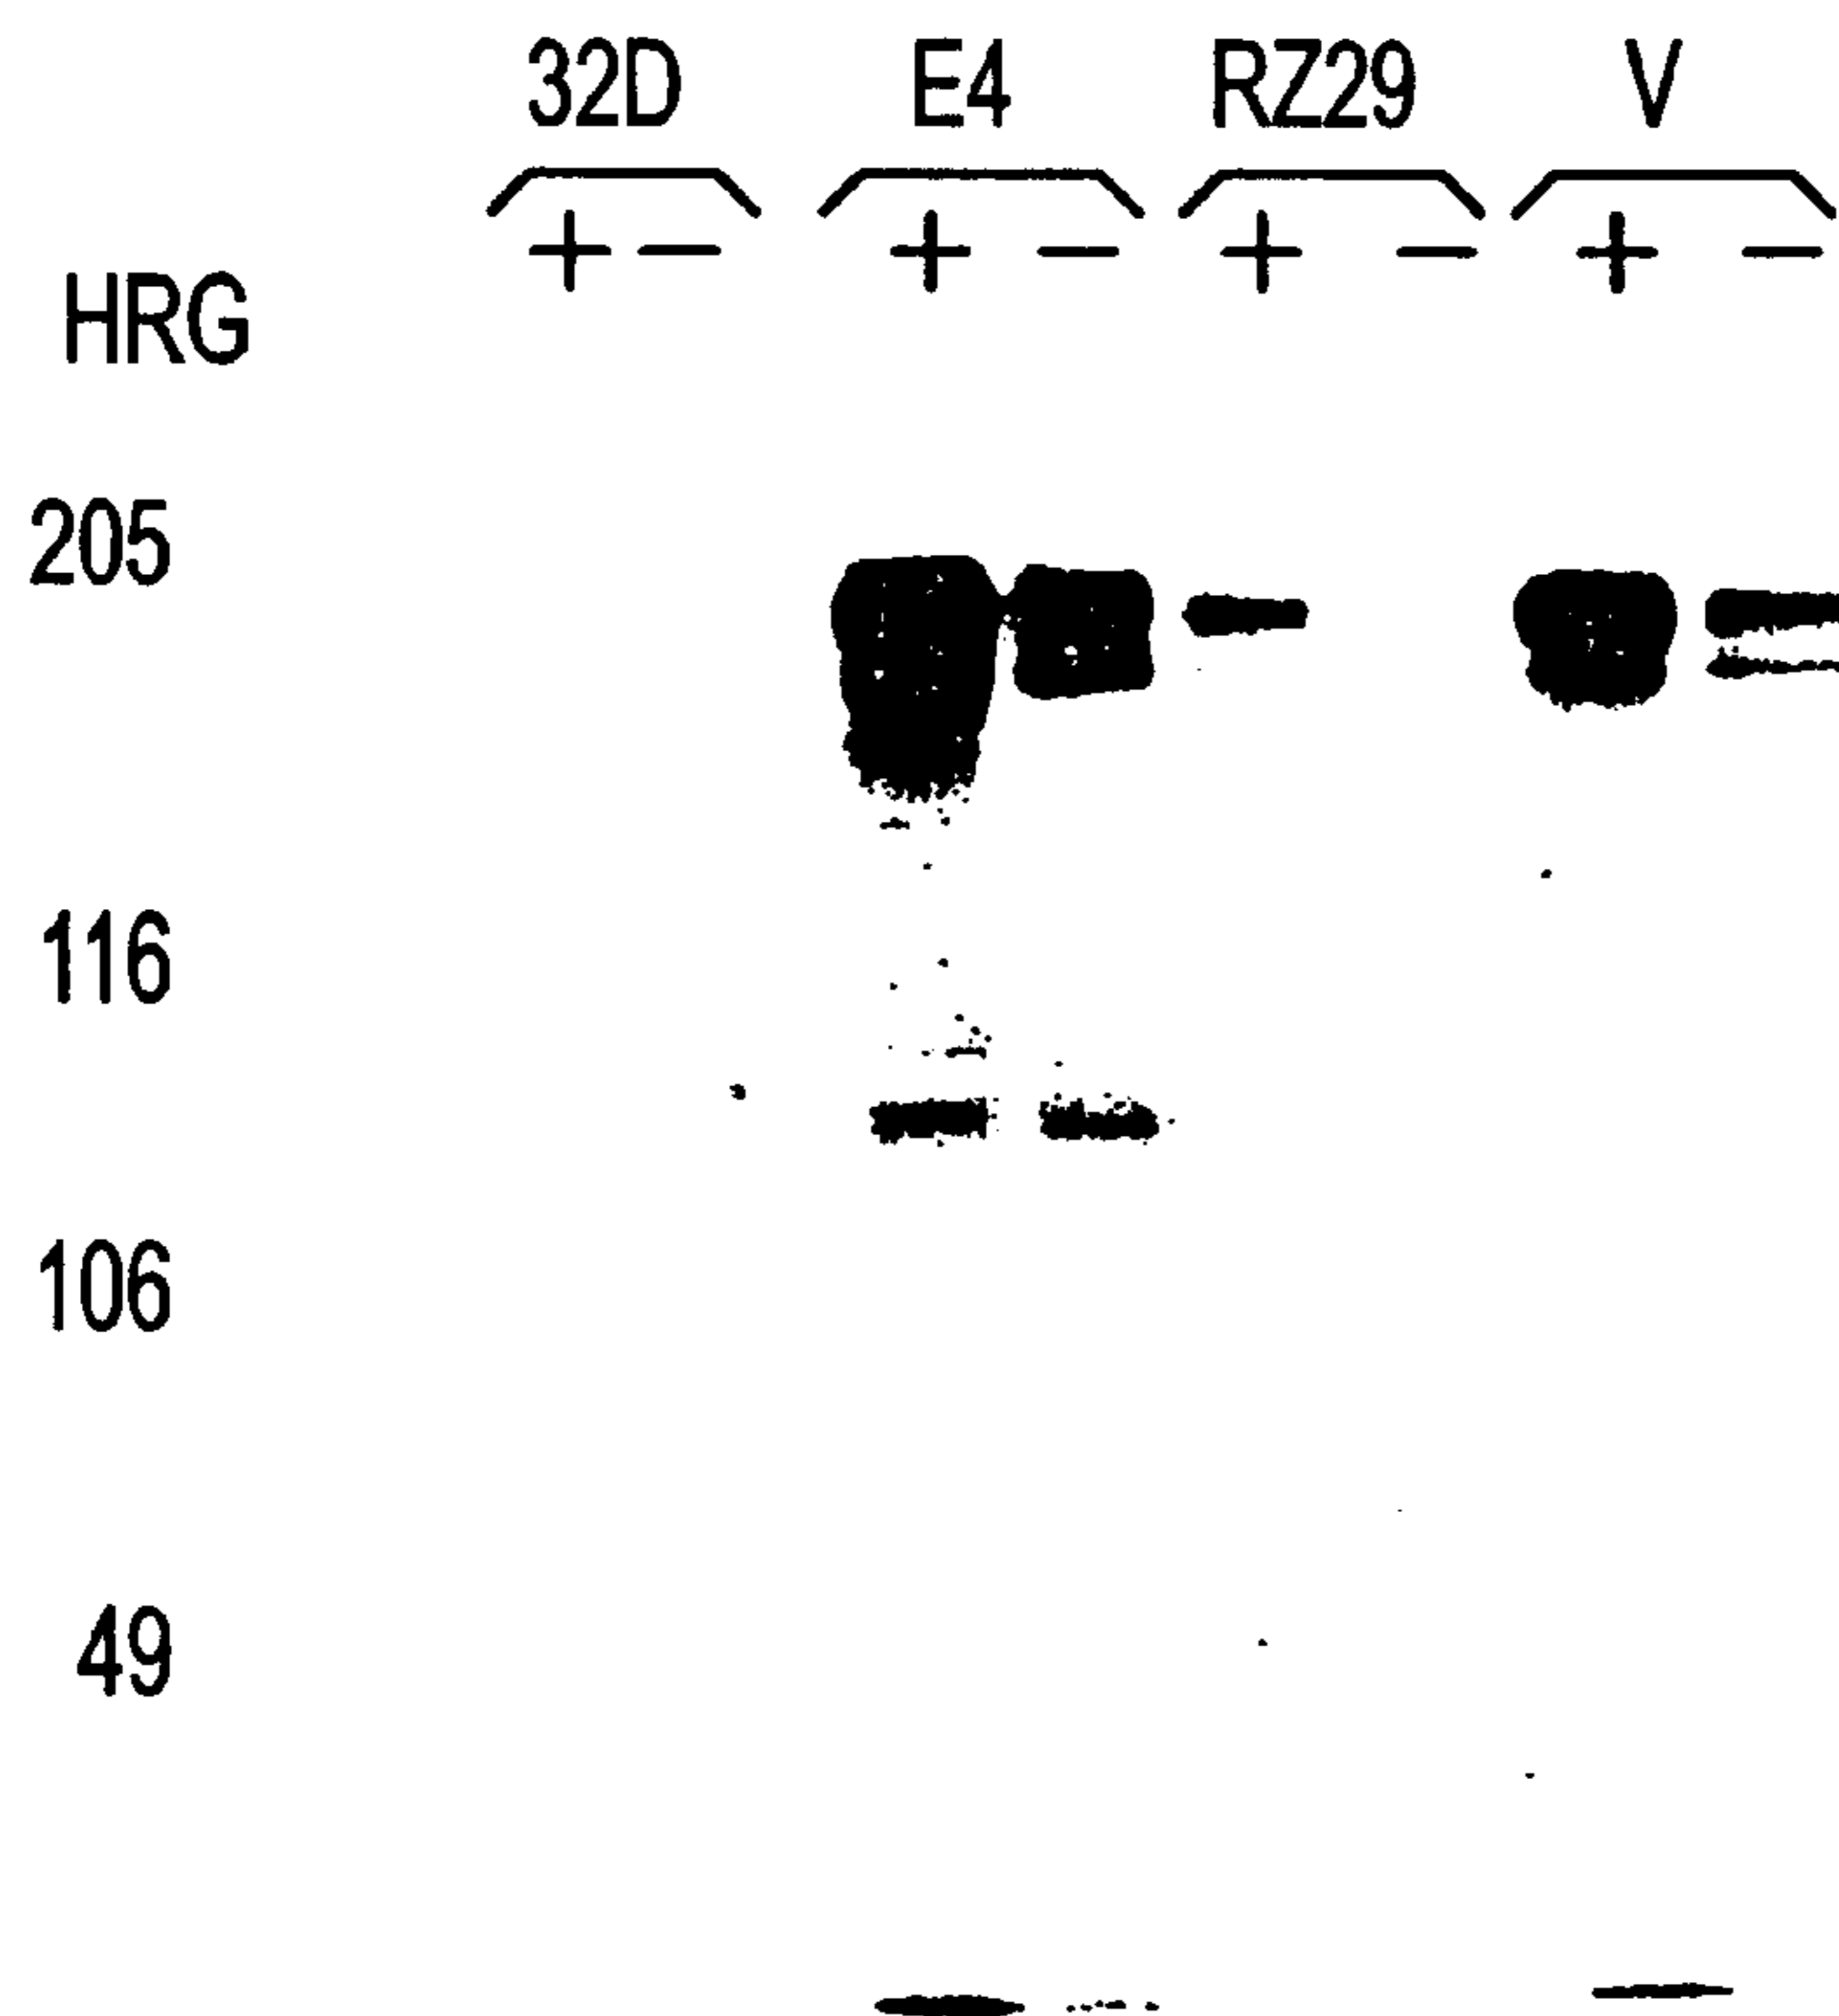 32D E4 RZ29 V
+ − + − + − + −
HRG
205
116
106
49